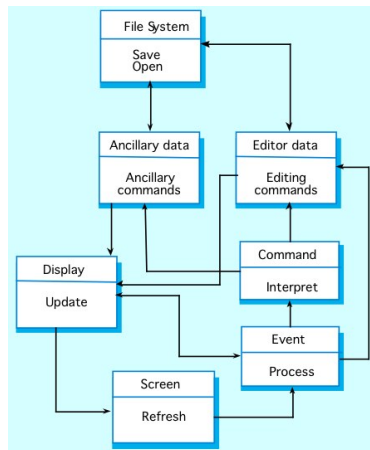 File System
Save
Open
Ancillary data
Ancillary
commands
Editor data
Editing
commands
Command
Interpret
Display
Update
Event
Process
Screen
Refresh